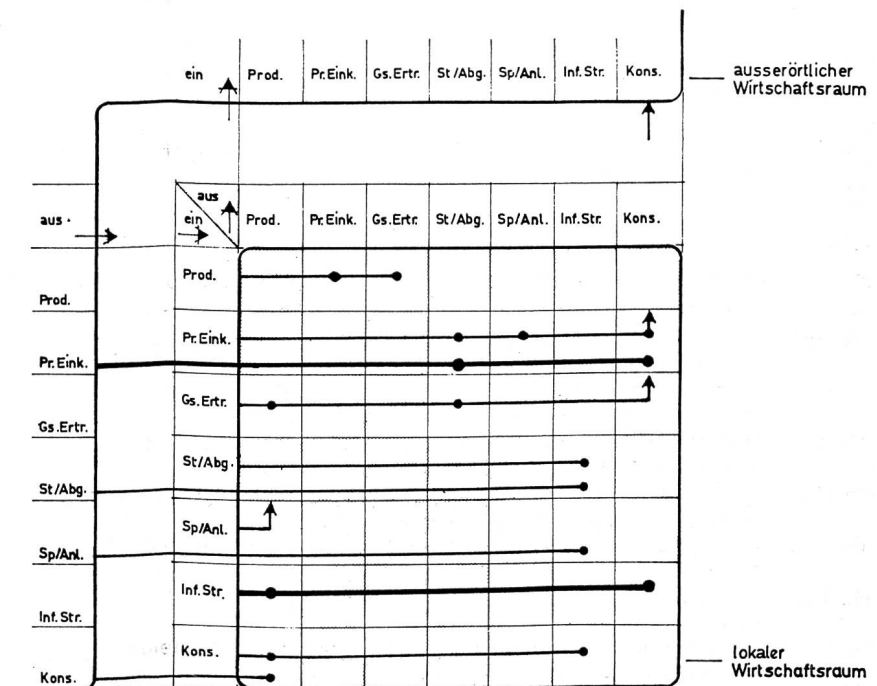 ein Prod. Pr.Eink. Gs.Ertr. St/Abg. Sp/Anl. Inf.Str. Kons.
ausserörtlicher
Wirtschaftsraum
aus
aus · ein Prod. Pr.Eink. Gs.Ertr. St/Abg. Sp/Anl. Inf.Str. Kons.
Prod.
Prod.
Pr.Eink.
Pr.Eink.
Gs.Ertr.
Gs.Ertr.
St/Abg.
St/Abg.
Sp/Anl.
Sp/Anl.
Inf.Str.
Inf.Str.
Kons.
lokaler
Wirtschaftsraum
Kons.